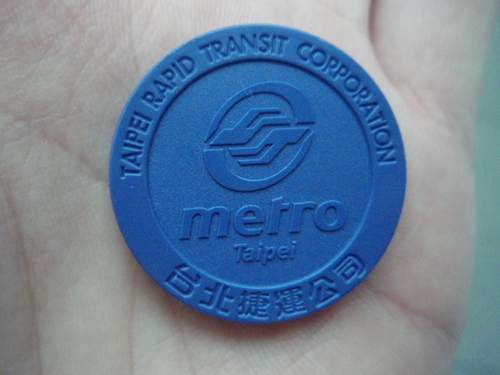 TAIPEI RAPID TRANSIT CORPORATION
metro
Taipei
台北捷運公司